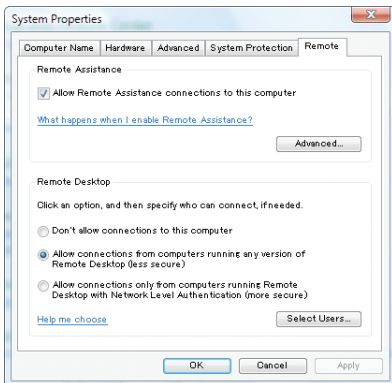 System Properties
Computer Name Hardware Advanced System Protection Remote
Remote Assistance
Allow Remote Assistance connections to this computer
What happens when I enable Remote Assistance?
Advanced...
Remote Desktop
Click an option, and then specify who can connect, if needed.
Don't allow connections to this computer
Allow connections from computers running any version of
Remote Desktop (less secure)
Allow connections only from computers running Remote
Desktop with Network Level Authentication (more secure)
Help me choose
Select Users...
OK Cancel Apply